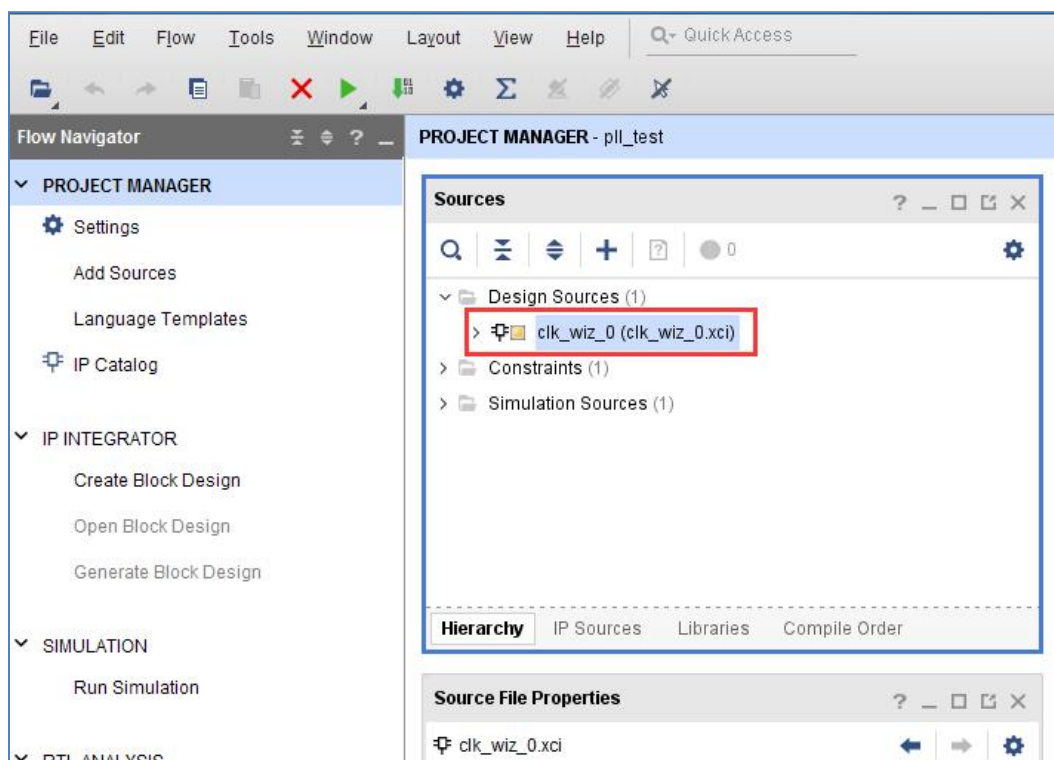 File Edit Flow Tools Window Layout View Help Quick Access
Flow Navigator
PROJECT MANAGER
Settings
Add Sources
Language Templates
IP Catalog
IP INTEGRATOR
Create Block Design
Open Block Design
Generate Block Design
SIMULATION
Run Simulation
RTL ANALYSIS
PROJECT MANAGER - pll_test
Sources
0
Design Sources (1)
clk_wiz_0 (clk_wiz_0.xci)
Constraints (1)
Simulation Sources (1)
Hierarchy IP Sources Libraries Compile Order
Source File Properties
clk_wiz_0.xci